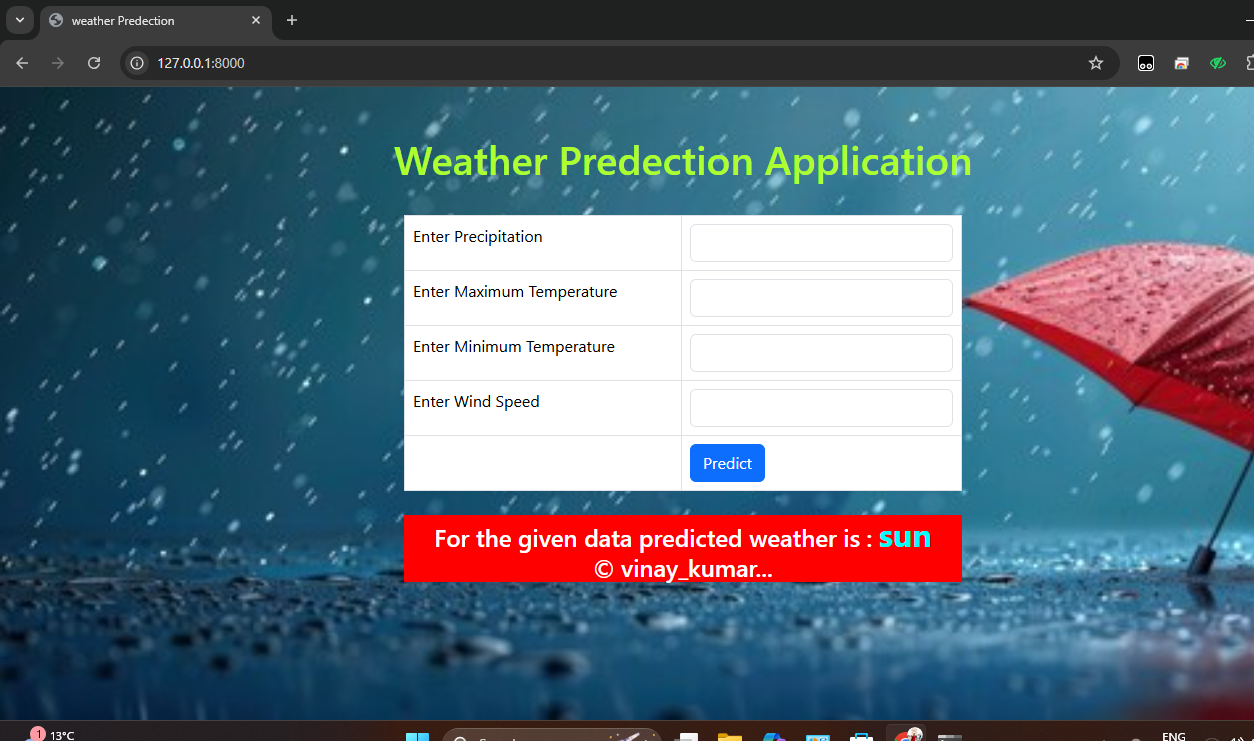 weather Predection
127.0.0.1:8000
Weather Predection Application
Enter Precipitation
Enter Maximum Temperature
Enter Minimum Temperature
Enter Wind Speed
Predict
For the given data predicted weather is : sun
© vinay_kumar...
1
13°C
ENG